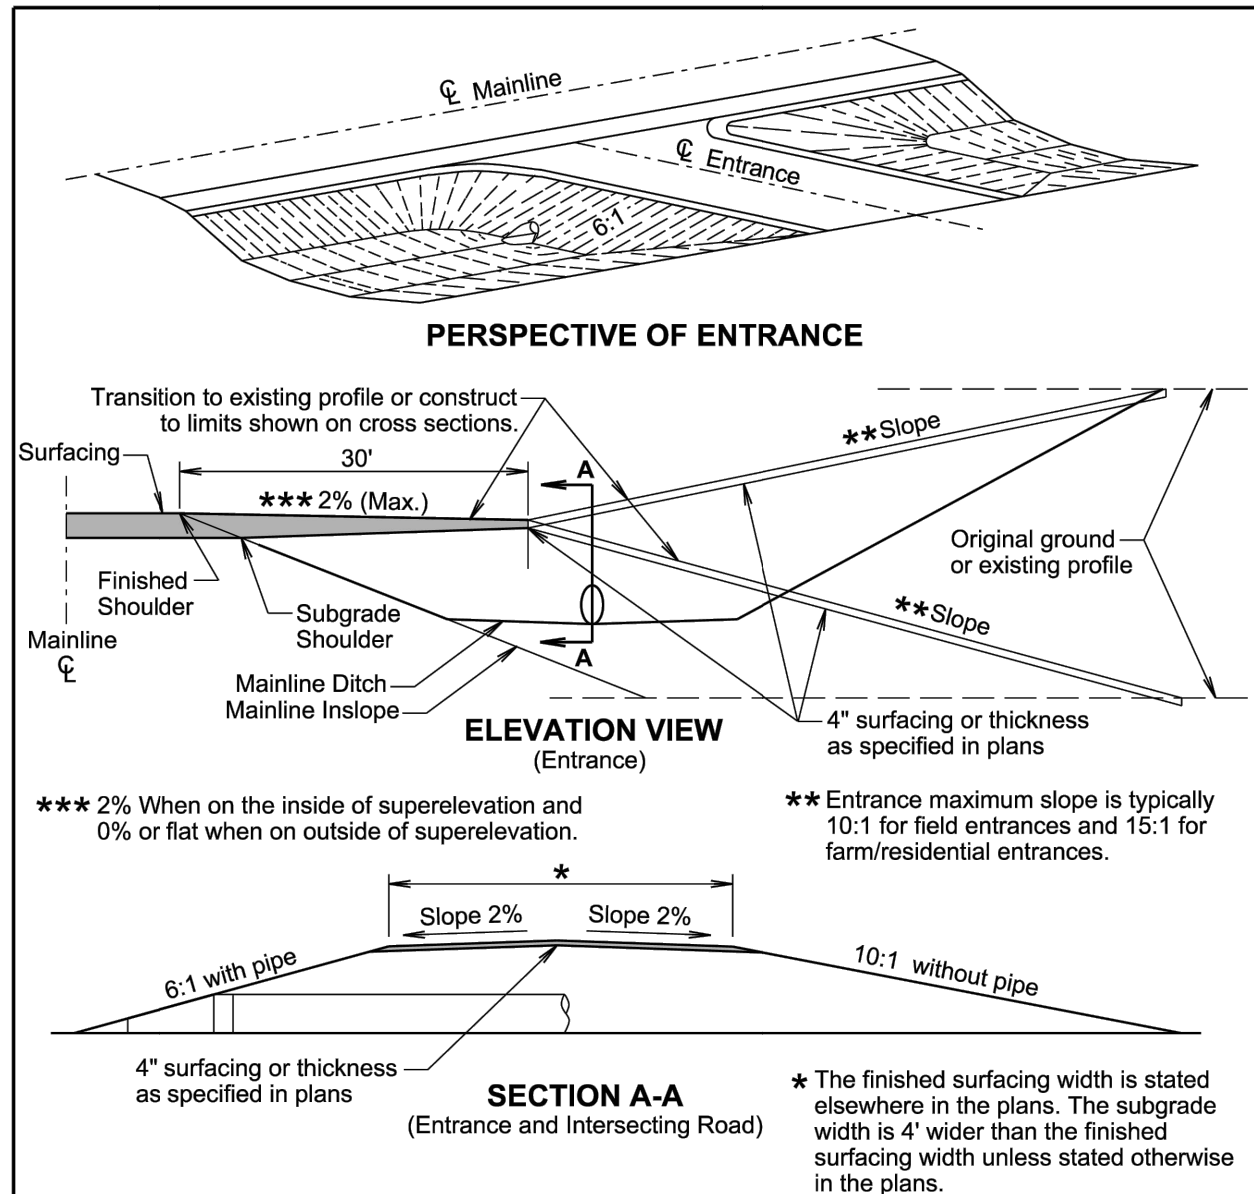 ℄ Mainline
℄ Entrance
6:1
PERSPECTIVE OF ENTRANCE
Transition to existing profile or construct
to limits shown on cross sections.
Surfacing
30'
*** 2% (Max.)
A
** Slope
Finished
Shoulder
Subgrade
Shoulder
Original ground
or existing profile
** Slope
Mainline
℄
A
Mainline Ditch
Mainline Inslope
ELEVATION VIEW
(Entrance)
4" surfacing or thickness
as specified in plans
*** 2% When on the inside of superelevation and
0% or flat when on outside of superelevation.
** Entrance maximum slope is typically
10:1 for field entrances and 15:1 for
farm/residential entrances.
*
Slope 2%
Slope 2%
6:1 with pipe
10:1 without pipe
4" surfacing or thickness
as specified in plans
SECTION A-A
(Entrance and Intersecting Road)
* The finished surfacing width is stated
elsewhere in the plans. The subgrade
width is 4' wider than the finished
surfacing width unless stated otherwise
in the plans.